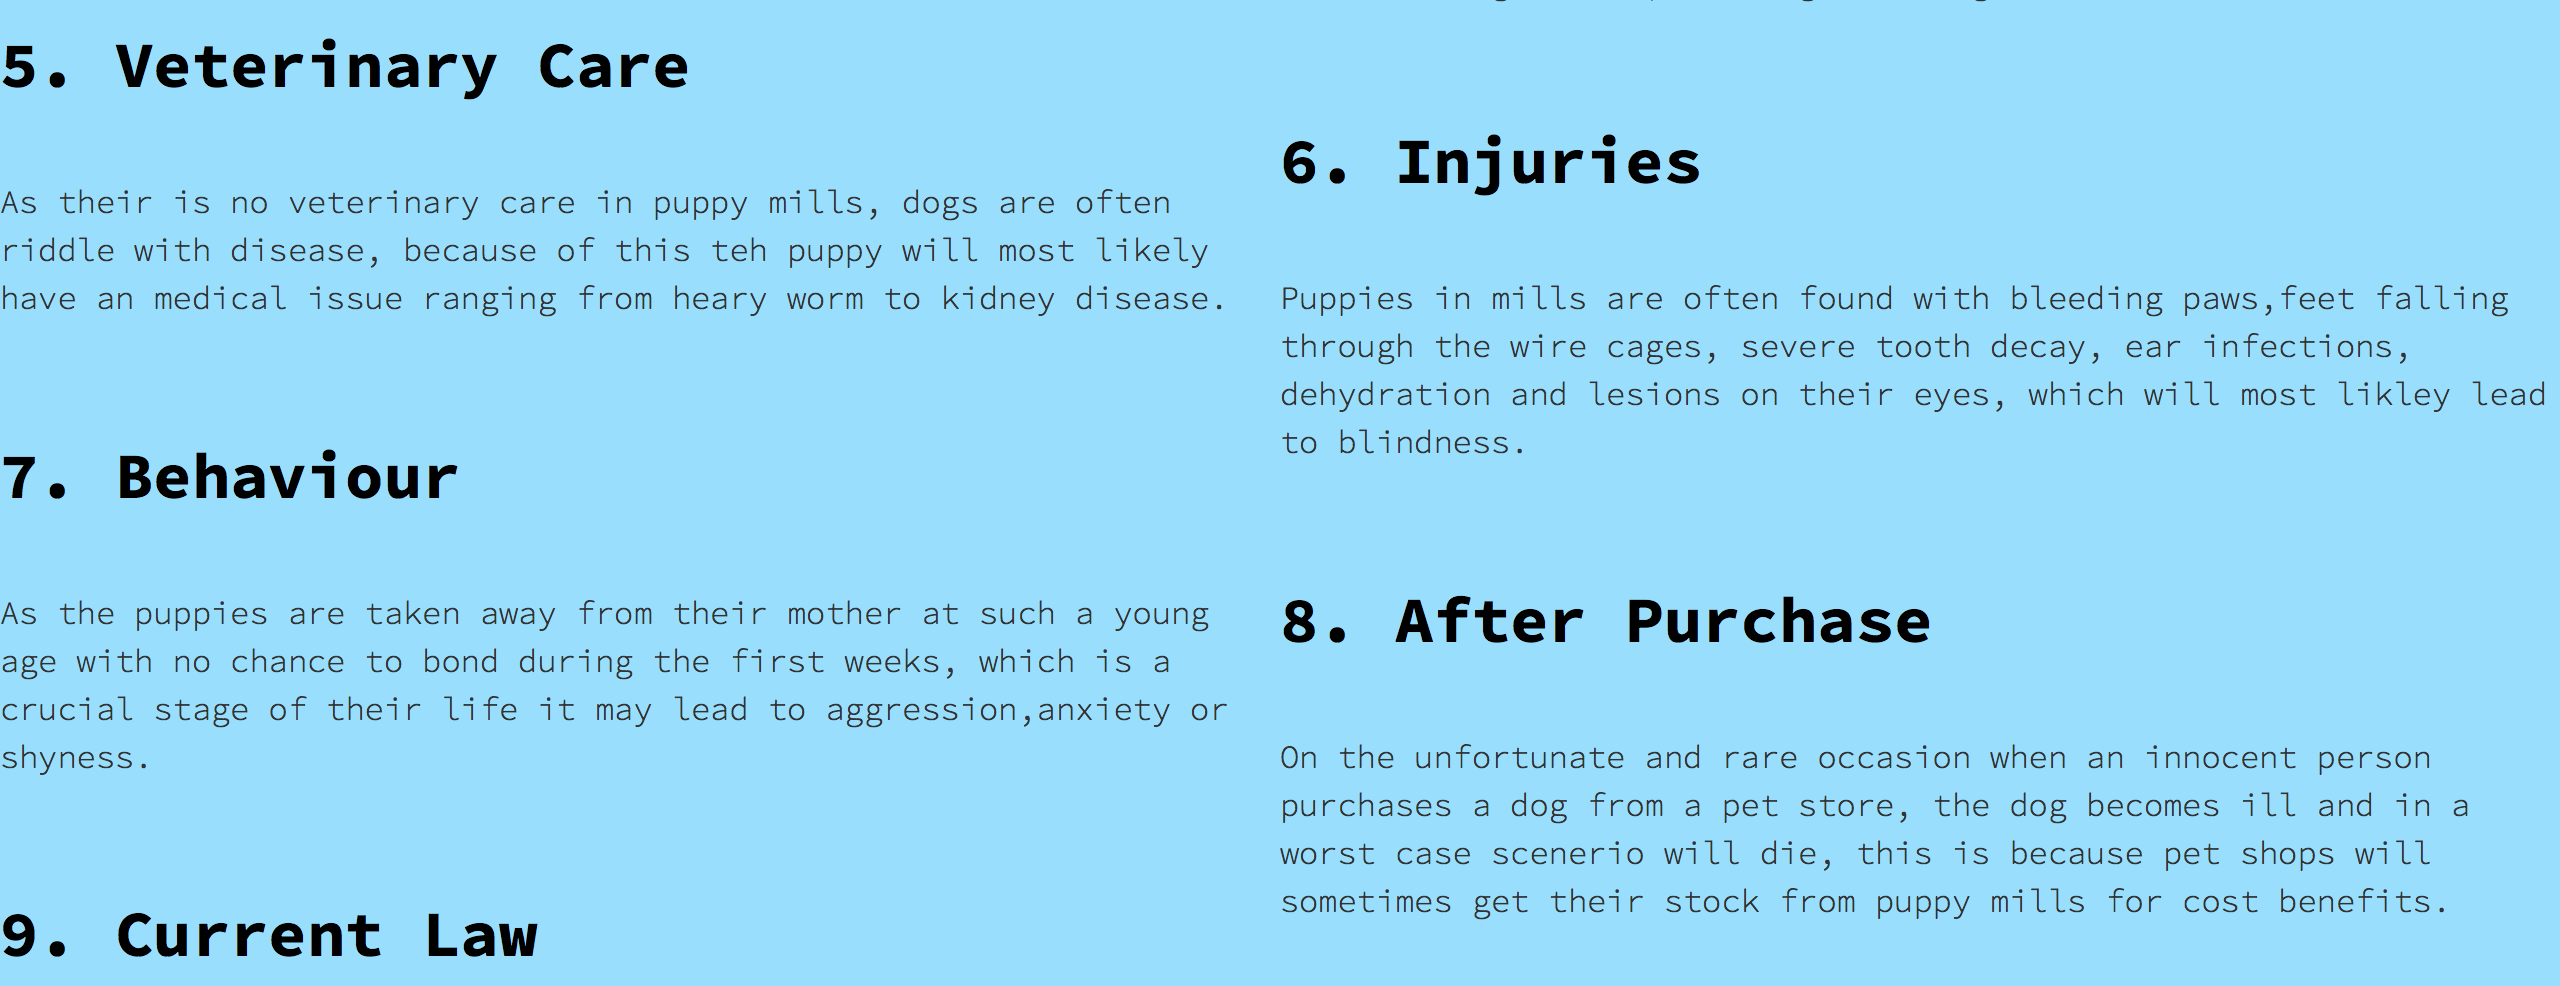 5. Veterinary Care
As their is no veterinary care in puppy mills, dogs are often
riddle with disease, because of this teh puppy will most likely
have an medical issue ranging from heary worm to kidney disease.
6. Injuries
Puppies in mills are often found with bleeding paws,feet falling
through the wire cages, severe tooth decay, ear infections,
dehydration and lesions on their eyes, which will most likley lead
to blindness.
7. Behaviour
As the puppies are taken away from their mother at such a young
age with no chance to bond during the first weeks, which is a
crucial stage of their life it may lead to aggression,anxiety or
shyness.
8. After Purchase
On the unfortunate and rare occasion when an innocent person
purchases a dog from a pet store, the dog becomes ill and in a
worst case scenerio will die, this is because pet shops will
sometimes get their stock from puppy mills for cost benefits.
9. Current Law